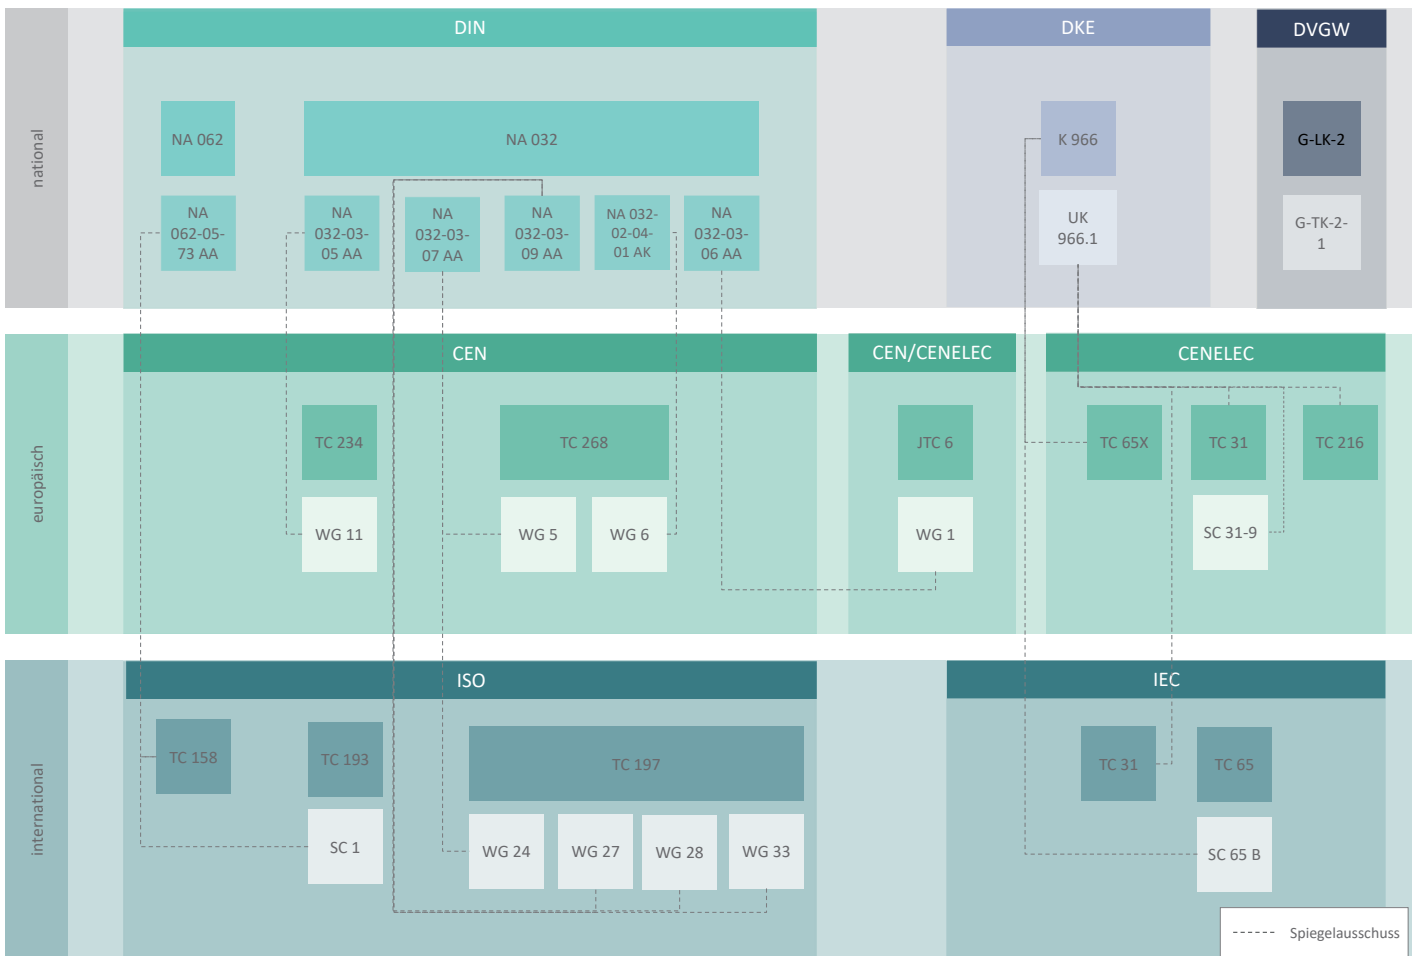 DIN
DKE
DVGW
national
NA 062
NA 032
K 966
G-LK-2
NA
062-05-
73 AA
NA
032-03-
05 AA
NA
032-03-
07 AA
NA
032-03-
09 AA
NA 032-
02-04-
01 AK
NA
032-03-
06 AA
UK
966.1
G-TK-2-
1
CEN
CEN/CENELEC
CENELEC
europäisch
TC 234
TC 268
JTC 6
TC 65X
TC 31
TC 216
WG 11
WG 5
WG 6
WG 1
SC 31-9
ISO
IEC
international
TC 158
TC 193
TC 197
TC 31
TC 65
SC 1
WG 24
WG 27
WG 28
WG 33
SC 65 B
Spiegelausschuss